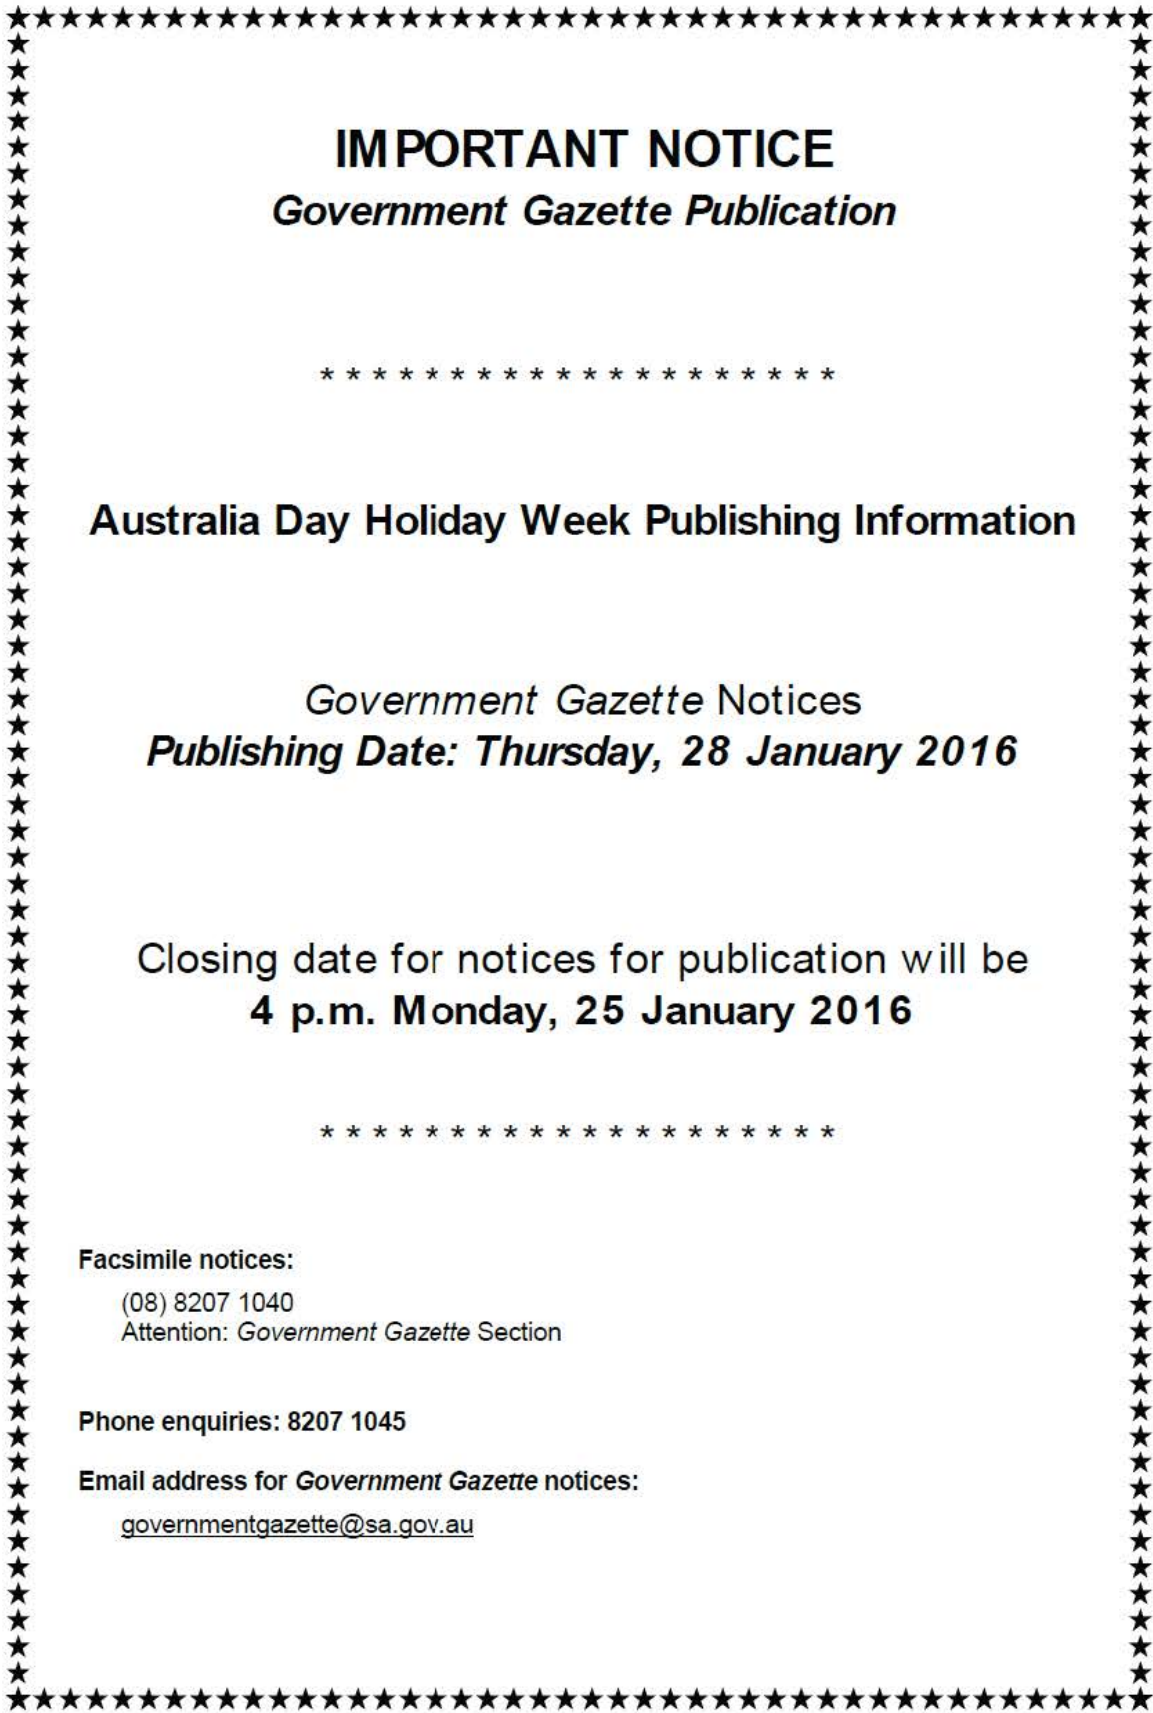 IMPORTANT NOTICE
Government Gazette Publication
* * * * * * * * * * * * * * * * * * * *
Australia Day Holiday Week Publishing Information
Government Gazette Notices
Publishing Date: Thursday, 28 January 2016
Closing date for notices for publication will be
4 p.m. Monday, 25 January 2016
* * * * * * * * * * * * * * * * * * * *
Facsimile notices:
(08) 8207 1040
Attention: Government Gazette Section
Phone enquiries: 8207 1045
Email address for Government Gazette notices:
governmentgazette@sa.gov.au